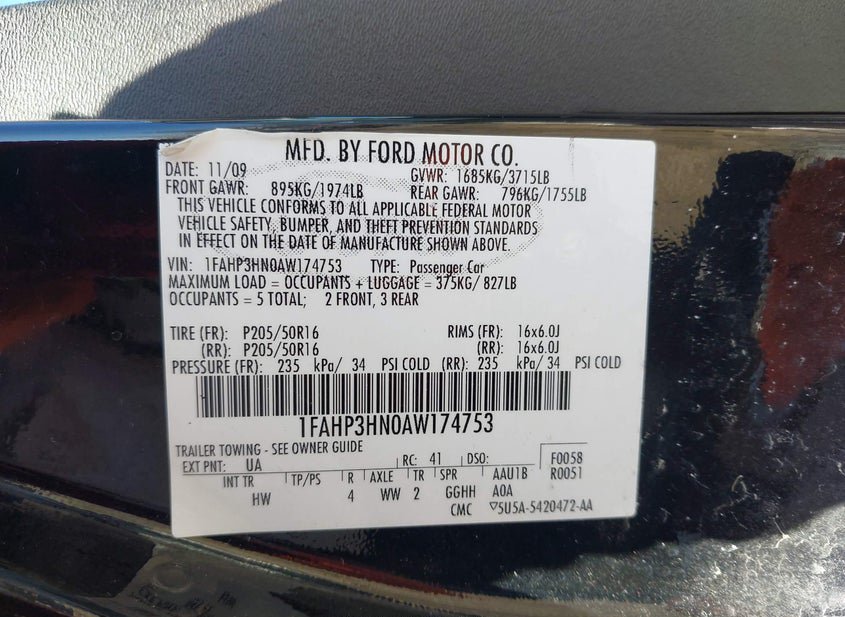 MFD. BY FORD MOTOR CO.
DATE: 11/09 GVWR: 1685KG/3715LB
FRONT GAWR: 895KG/1974LB REAR GAWR: 796KG/1755LB
THIS VEHICLE CONFORMS TO ALL APPLICABLE FEDERAL MOTOR
VEHICLE SAFETY, BUMPER, AND THEFT PREVENTION STANDARDS
IN EFFECT ON THE DATE OF MANUFACTURE SHOWN ABOVE.
VIN: 1FAHP3HN0AW174753 TYPE: Passenger Car
MAXIMUM LOAD = OCCUPANTS + LUGGAGE = 375KG/ 827LB
OCCUPANTS = 5 TOTAL; 2 FRONT, 3 REAR
TIRE (FR): P205/50R16 RIMS (FR): 16x6.0J
(RR): P205/50R16 (RR): 16x6.0J
PRESSURE (FR): 235 kPa/ 34 PSI COLD (RR): 235 kPa/ 34 PSI COLD
1FAHP3HN0AW174753
TRAILER TOWING - SEE OWNER GUIDE
EXT PNT: UA RC: 41 DSO: F0058
INT TR TP/PS R AXLE TR SPR AAU1B R0051
HW 4 WW 2 GGHH A0A
CMC ▽5U5A-5420472-AA